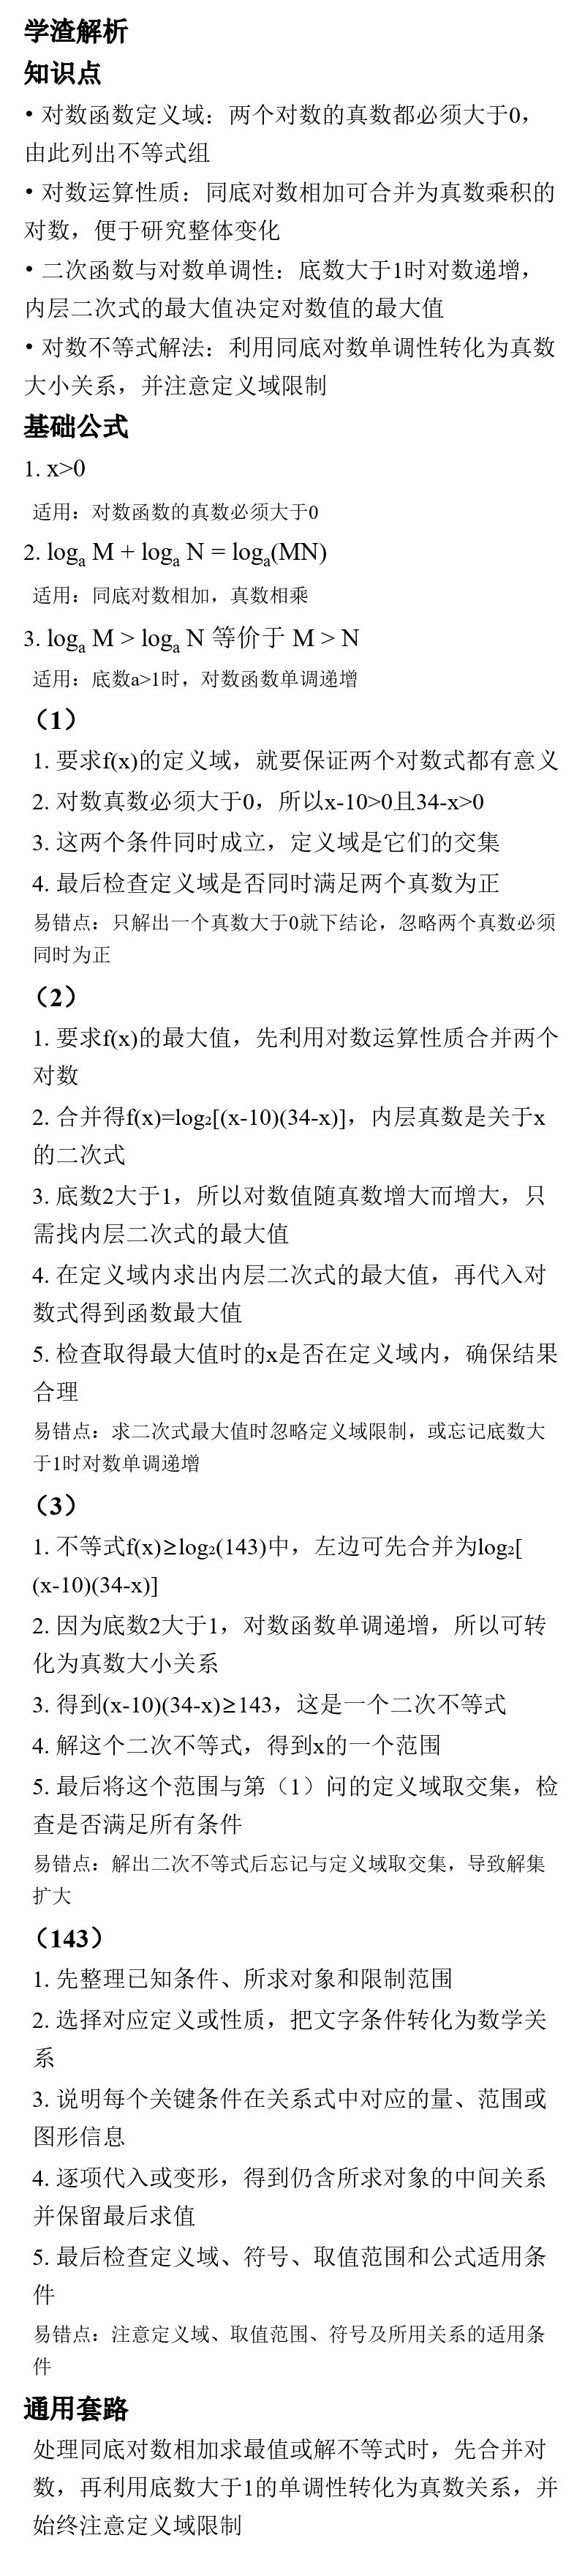 学渣解析
知识点
• 对数函数定义域：两个对数的真数都必须大于0，
由此列出不等式组
• 对数运算性质：同底对数相加可合并为真数乘积的
对数，便于研究整体变化
• 二次函数与对数单调性：底数大于1时对数递增，
内层二次式的最大值决定对数值的最大值
• 对数不等式解法：利用同底对数单调性转化为真数
大小关系，并注意定义域限制
基础公式
1. x>0
适用：对数函数的真数必须大于0
2. logₐ M + logₐ N = logₐ(MN)
适用：同底对数相加，真数相乘
3. logₐ M > logₐ N 等价于 M > N
适用：底数a>1时，对数函数单调递增
（1）
1. 要求f(x)的定义域，就要保证两个对数式都有意义
2. 对数真数必须大于0，所以x-10>0且34-x>0
3. 这两个条件同时成立，定义域是它们的交集
4. 最后检查定义域是否同时满足两个真数为正
易错点：只解出一个真数大于0就下结论，忽略两个真数必须
同时为正
（2）
1. 要求f(x)的最大值，先利用对数运算性质合并两个
对数
2. 合并得f(x)=log₂[(x-10)(34-x)]，内层真数是关于x
的二次式
3. 底数2大于1，所以对数值随真数增大而增大，只
需找内层二次式的最大值
4. 在定义域内求出内层二次式的最大值，再代入对
数式得到函数最大值
5. 检查取得最大值时的x是否在定义域内，确保结果
合理
易错点：求二次式最大值时忽略定义域限制，或忘记底数大
于1时对数单调递增
（3）
1. 不等式f(x)≥log₂(143)中，左边可先合并为log₂[
(x-10)(34-x)]
2. 因为底数2大于1，对数函数单调递增，所以可转
化为真数大小关系
3. 得到(x-10)(34-x)≥143，这是一个二次不等式
4. 解这个二次不等式，得到x的一个范围
5. 最后将这个范围与第（1）问的定义域取交集，检
查是否满足所有条件
易错点：解出二次不等式后忘记与定义域取交集，导致解集
扩大
（143）
1. 先整理已知条件、所求对象和限制范围
2. 选择对应定义或性质，把文字条件转化为数学关
系
3. 说明每个关键条件在关系式中对应的量、范围或
图形信息
4. 逐项代入或变形，得到仍含所求对象的中间关系
并保留最后求值
5. 最后检查定义域、符号、取值范围和公式适用条
件
易错点：注意定义域、取值范围、符号及所用关系的适用条
件
通用套路
处理同底对数相加求最值或解不等式时，先合并对
数，再利用底数大于1的单调性转化为真数关系，并
始终注意定义域限制